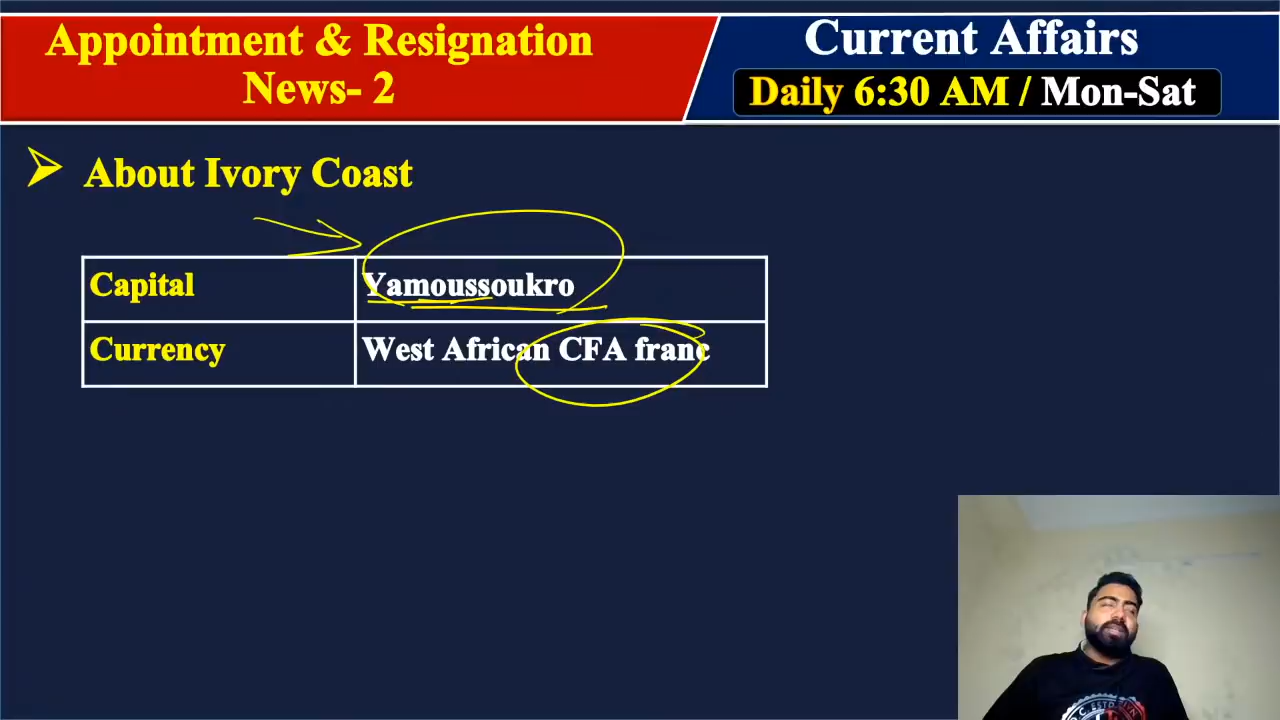 Appointment & Resignation
News- 2
Current Affairs
Daily 6:30 AM / Mon-Sat
About Ivory Coast
Capital Yamoussoukro
Currency West African CFA franc